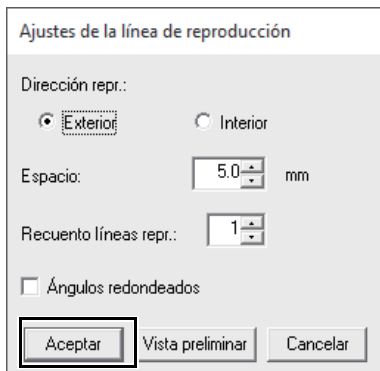 Ajustes de la línea de reproducción
Dirección repr.:
Exterior Interior
Espacio: 5.0 mm
Recuento líneas repr.: 1
Ángulos redondeados
Aceptar Vista preliminar Cancelar